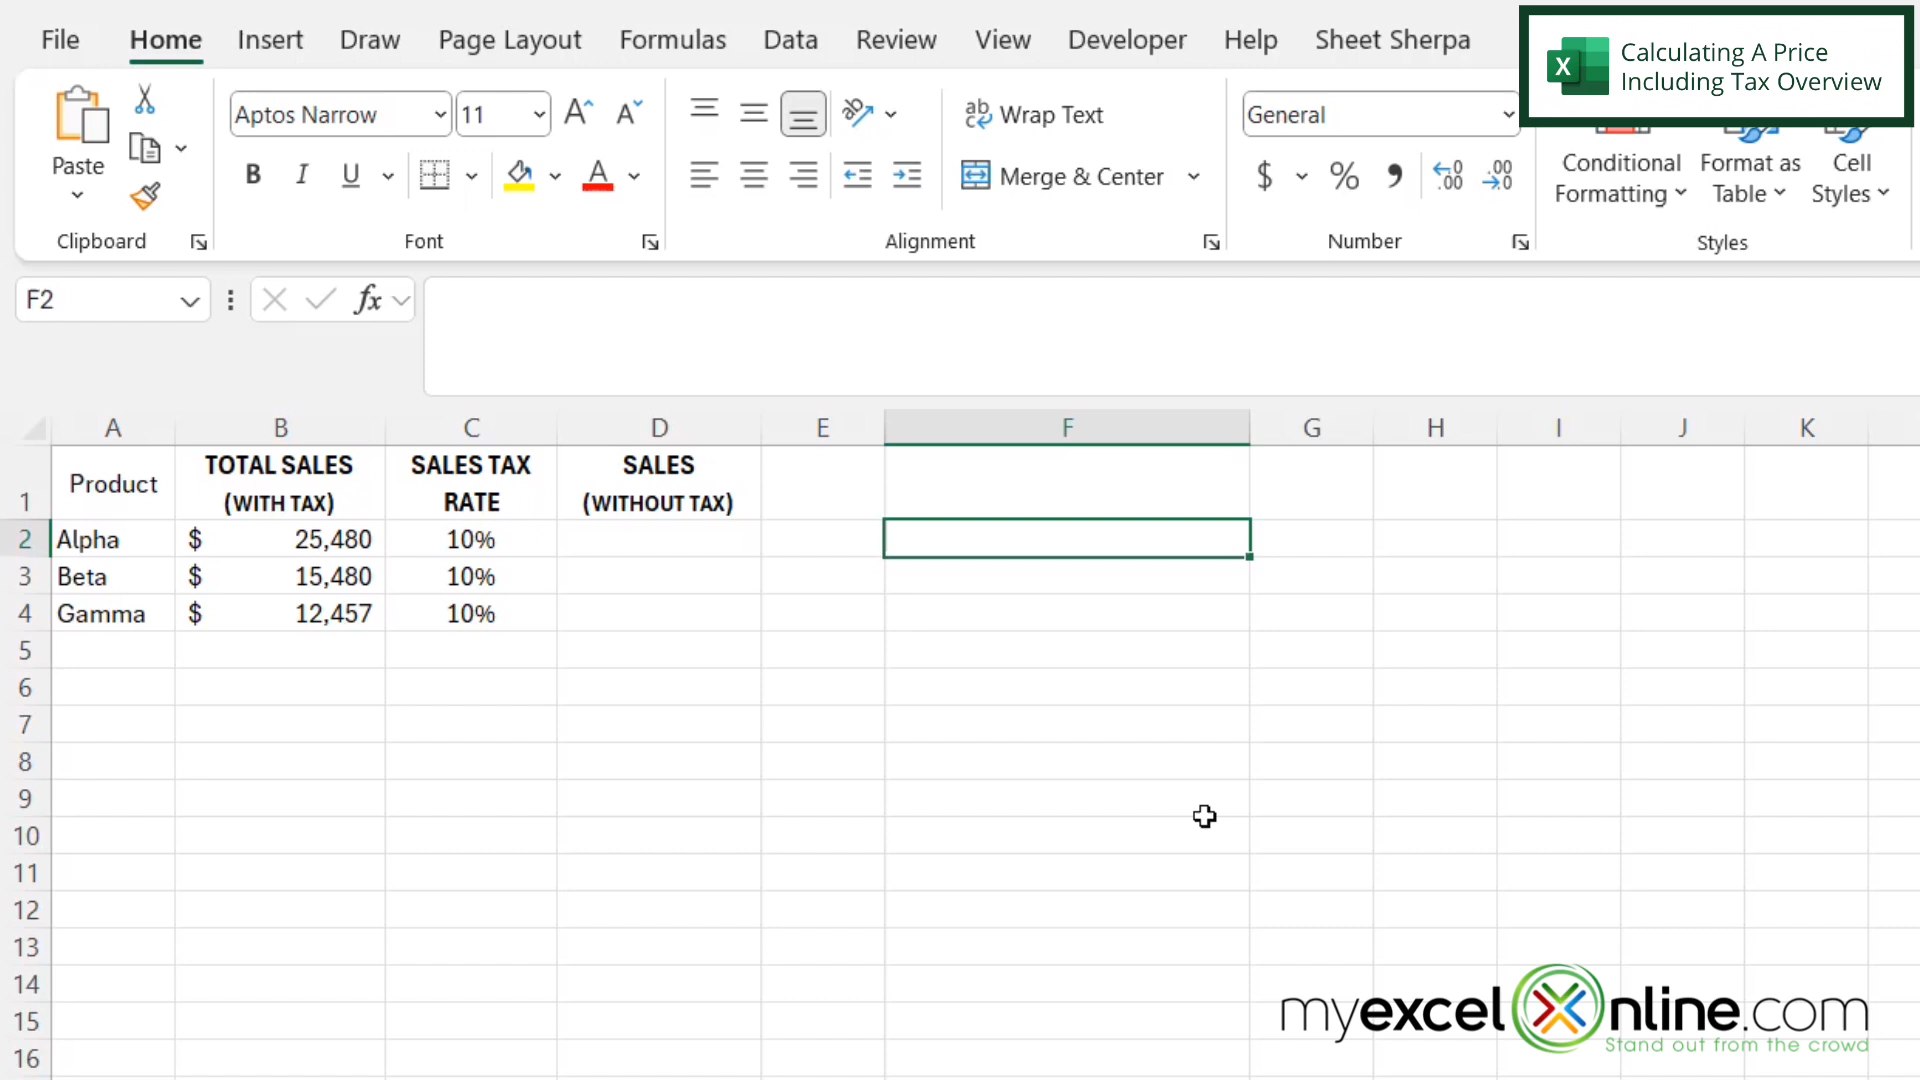 File Home Insert Draw Page Layout Formulas Data Review View Developer Help Sheet Sherpa
Calculating A Price
Including Tax Overview
Paste
Clipboard
Aptos Narrow 11 A A
B I U A
Font
ab Wrap Text
Merge & Center
Alignment
General
$ % , .00 .00
Number
Conditional
Formatting
Format as
Table
Cell
Styles
Styles
F2 fx
A B C D E F G H I J K
1 Product TOTAL SALES (WITH TAX) SALES TAX RATE SALES (WITHOUT TAX)
2 Alpha $ 25,480 10%
3 Beta $ 15,480 10%
4 Gamma $ 12,457 10%
5
6
7
8
9
10
11
12
13
14
15
16
myexcelonline.com
Stand out from the crowd